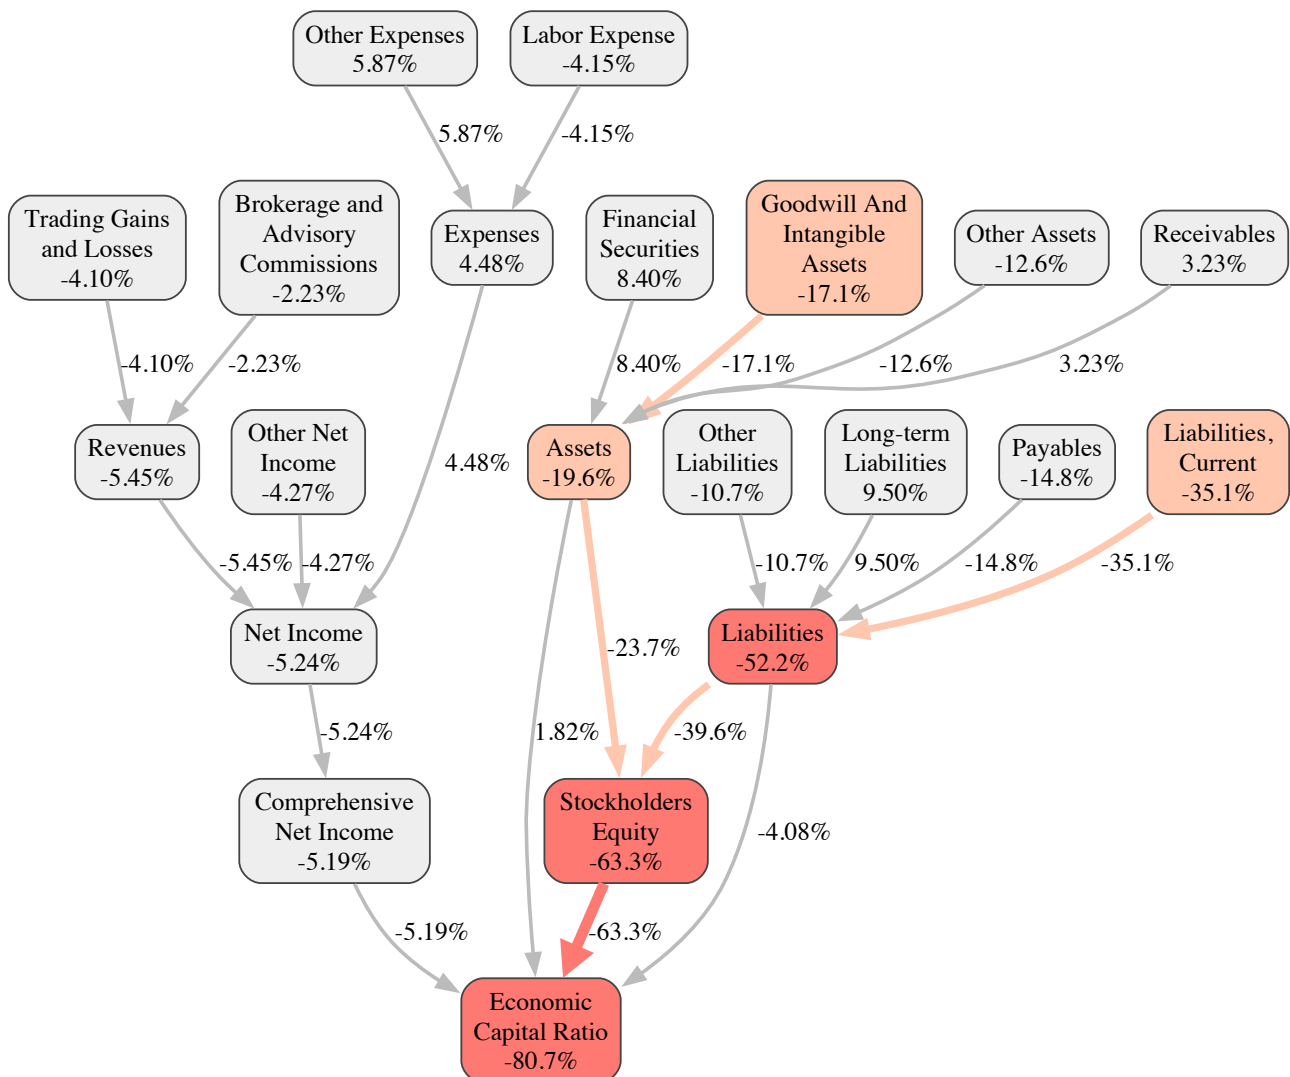 Other Expenses
5.87%
Labor Expense
-4.15%
5.87%
-4.15%
Trading Gains
and Losses
-4.10%
Brokerage and
Advisory
Commissions
-2.23%
Expenses
4.48%
Financial
Securities
8.40%
Goodwill And
Intangible
Assets
-17.1%
Other Assets
-12.6%
Receivables
3.23%
-4.10%
-2.23%
8.40%
-17.1%
-12.6%
3.23%
Revenues
-5.45%
Other Net
Income
-4.27%
4.48%
Assets
-19.6%
Other
Liabilities
-10.7%
Long-term
Liabilities
9.50%
Payables
-14.8%
Liabilities,
Current
-35.1%
-5.45%
-4.27%
-10.7%
9.50%
-14.8%
-35.1%
Net Income
-5.24%
-23.7%
Liabilities
-52.2%
-5.24%
1.82%
-39.6%
Comprehensive
Net Income
-5.19%
Stockholders
Equity
-63.3%
-4.08%
-5.19%
-63.3%
Economic
Capital Ratio
-80.7%